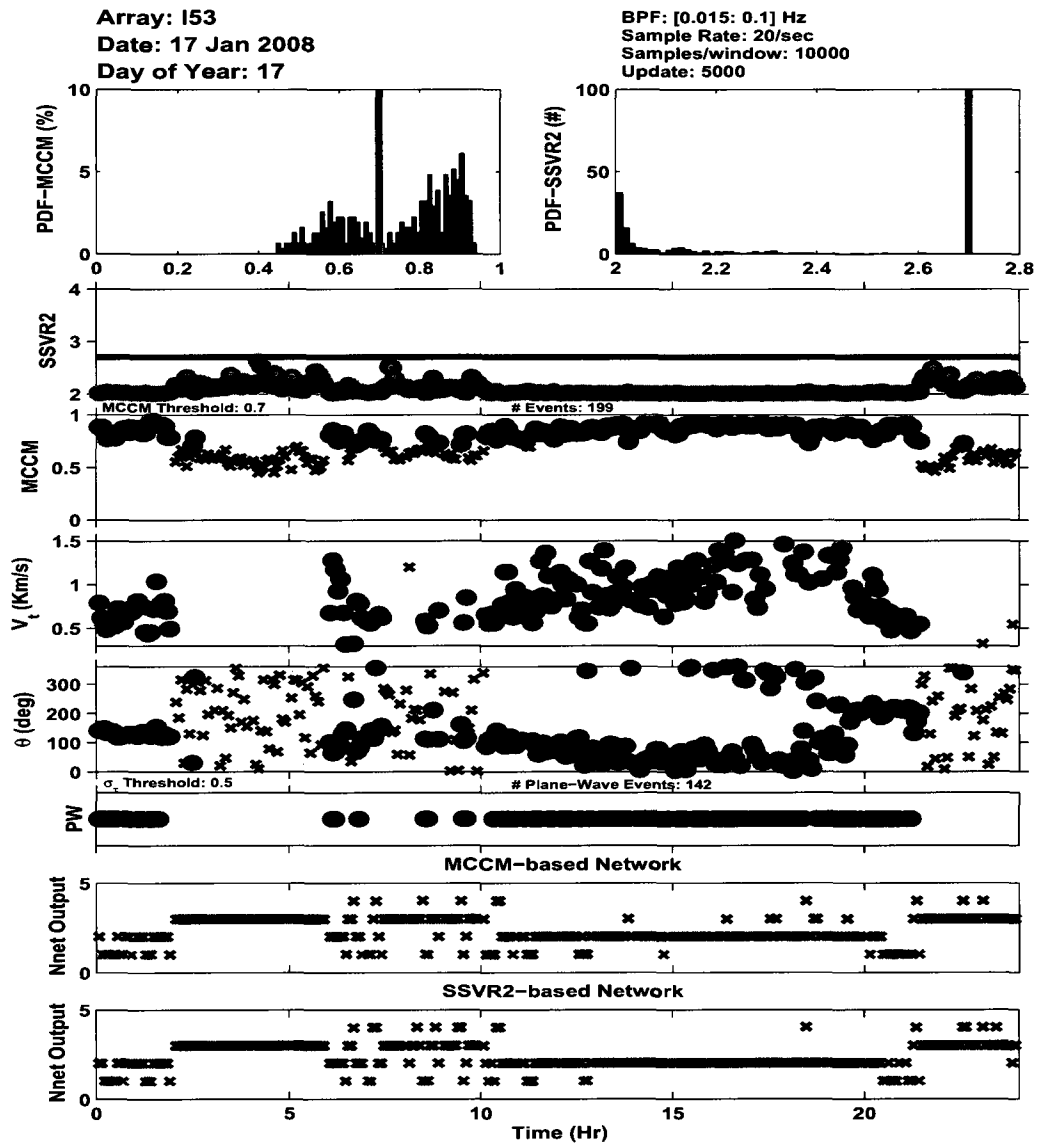 Array: I53
Date: 17 Jan 2008
Day of Year: 17
BPF: [0.015: 0.1] Hz
Sample Rate: 20/sec
Samples/window: 10000
Update: 5000
PDF-MCCM (%)
10
5
0
0 0.2 0.4 0.6 0.8 1
PDF-SSVR2 (#)
100
50
0
2 2.2 2.4 2.6 2.8
SSVR2
4
3
2
MCCM Threshold: 0.7 # Events: 199
MCCM
1
0.5
0
V_t (Km/s)
1.5
1
0.5
θ (deg)
300
200
100
0
σ_τ Threshold: 0.5 # Plane-Wave Events: 142
PW
MCCM-based Network
Nnet Output
5
0
SSVR2-based Network
Nnet Output
5
0
0 5 10 15 20
Time (Hr)